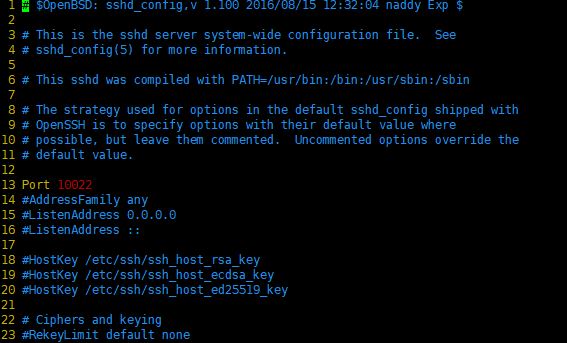 1 # $OpenBSD: sshd_config,v 1.100 2016/08/15 12:32:04 naddy Exp $
2
3 # This is the sshd server system-wide configuration file.  See
4 # sshd_config(5) for more information.
5
6 # This sshd was compiled with PATH=/usr/bin:/bin:/usr/sbin:/sbin
7
8 # The strategy used for options in the default sshd_config shipped with
9 # OpenSSH is to specify options with their default value where
10 # possible, but leave them commented.  Uncommented options override the
11 # default value.
12
13 Port 10022
14 #AddressFamily any
15 #ListenAddress 0.0.0.0
16 #ListenAddress ::
17
18 #HostKey /etc/ssh/ssh_host_rsa_key
19 #HostKey /etc/ssh/ssh_host_ecdsa_key
20 #HostKey /etc/ssh/ssh_host_ed25519_key
21
22 # Ciphers and keying
23 #RekeyLimit default none